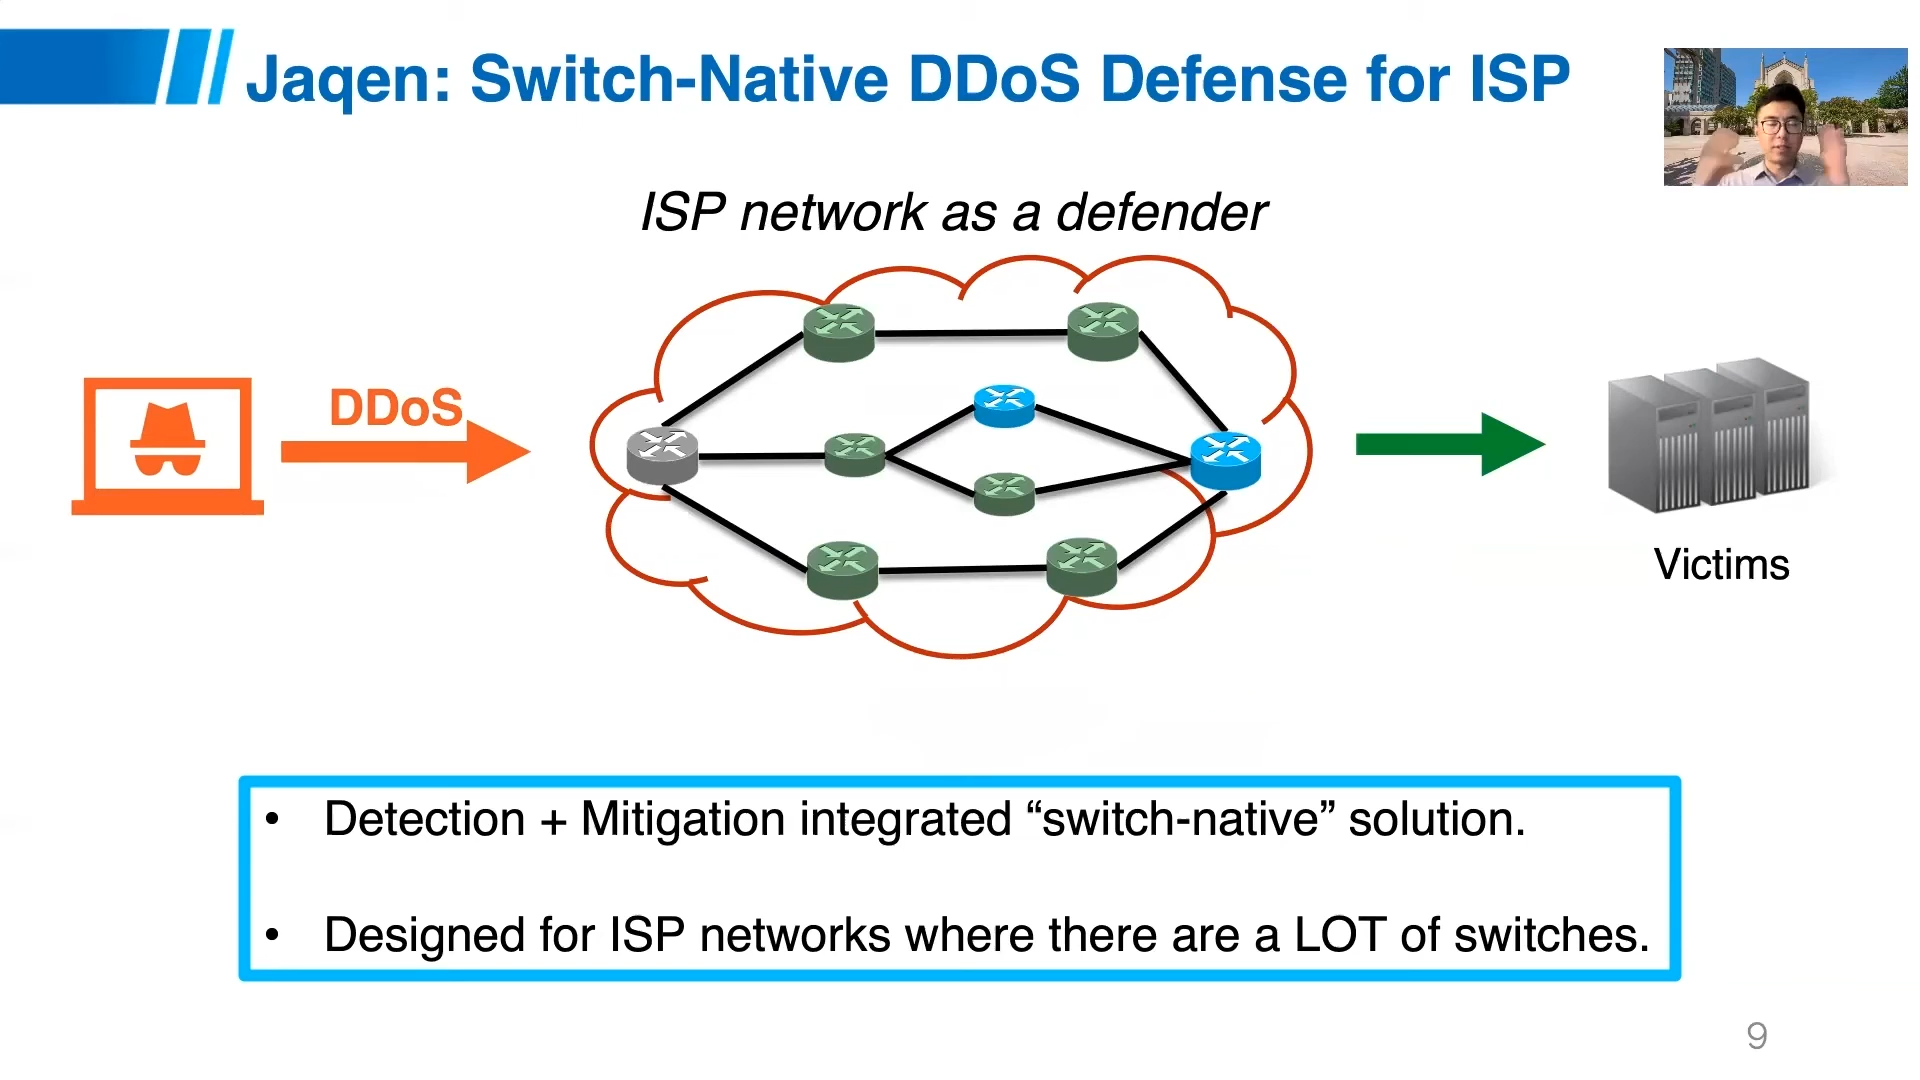 Jaqen: Switch-Native DDoS Defense for ISP
ISP network as a defender
DDoS
Victims
• Detection + Mitigation integrated “switch-native” solution.
• Designed for ISP networks where there are a LOT of switches.
9